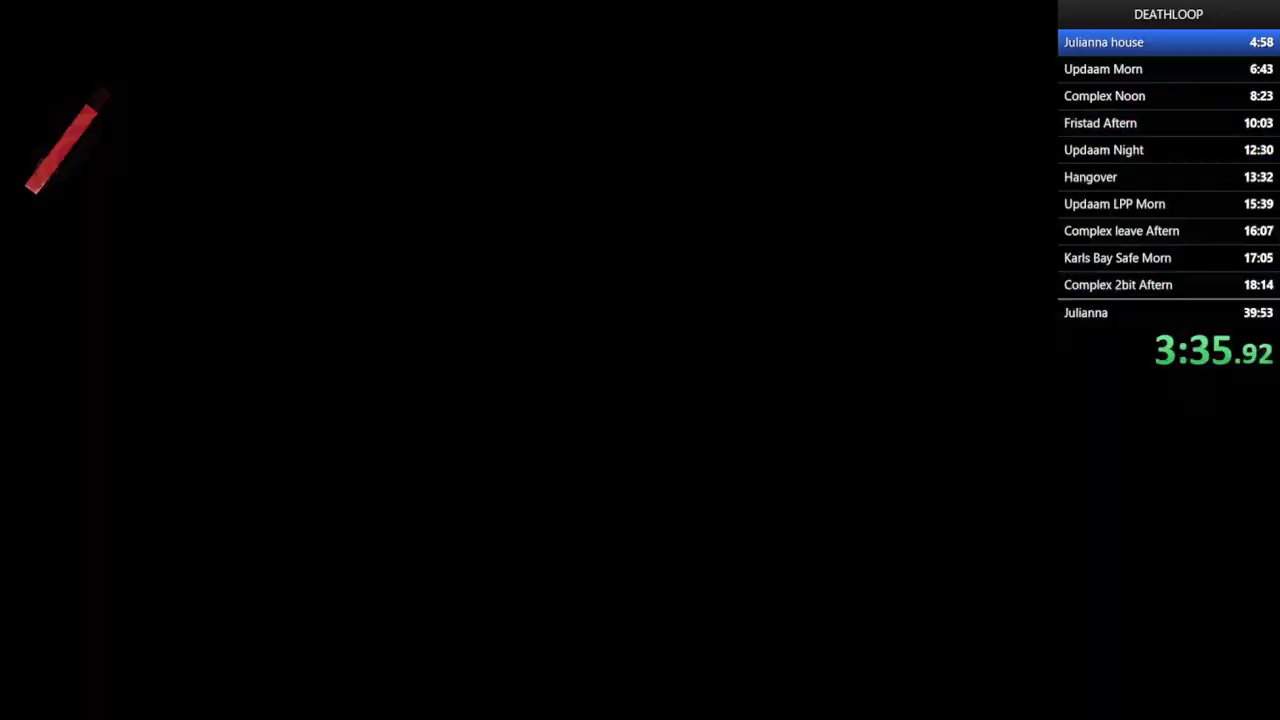 DEATHLOOP
Julianna house 4:58
Updaam Morn 6:43
Complex Noon 8:23
Fristad Aftern 10:03
Updaam Night 12:30
Hangover 13:32
Updaam LPP Morn 15:39
Complex leave Aftern 16:07
Karls Bay Safe Morn 17:05
Complex 2bit Aftern 18:14
Julianna 39:53
3:35.92